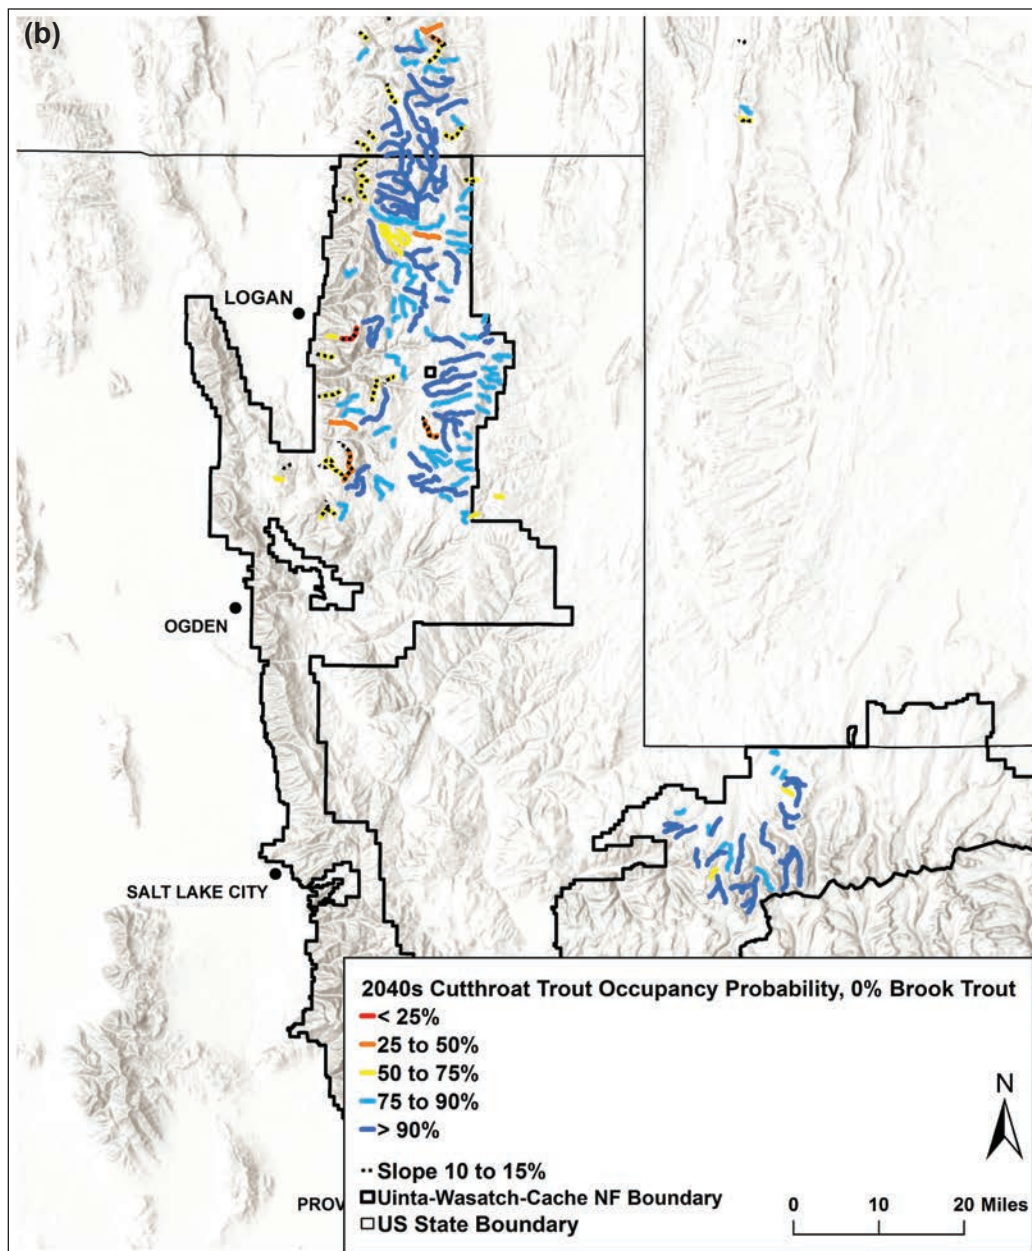 (b)
LOGAN
OGDEN
SALT LAKE CITY
PROV
2040s Cutthroat Trout Occupancy Probability, 0% Brook Trout
< 25%
25 to 50%
50 to 75%
75 to 90%
> 90%
Slope 10 to 15%
Uinta-Wasatch-Cache NF Boundary
US State Boundary
N
0 10 20 Miles